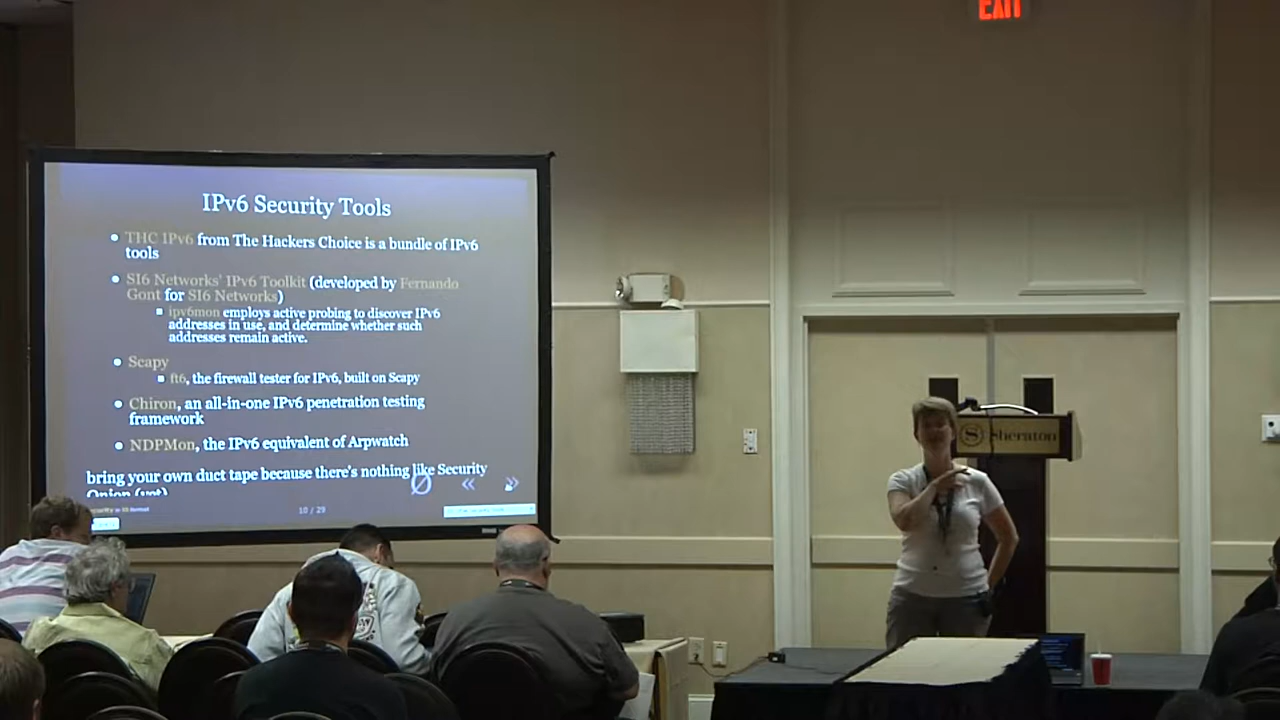 EXIT
IPv6 Security Tools
THC IPv6 from The Hackers Choice is a bundle of IPv6
tools
SI6 Networks' IPv6 Toolkit (developed by Fernando
Gont for SI6 Networks)
ipv6mon employs active probing to discover IPv6
addresses in use, and determine whether such
addresses remain active.
Scapy
ft6, the firewall tester for IPv6, built on Scapy
Chiron, an all-in-one IPv6 penetration testing
framework
NDPMon, the IPv6 equivalent of Arpwatch
bring your own duct tape because there's nothing like Security
Onion (yet)
10 / 29
S Sheraton